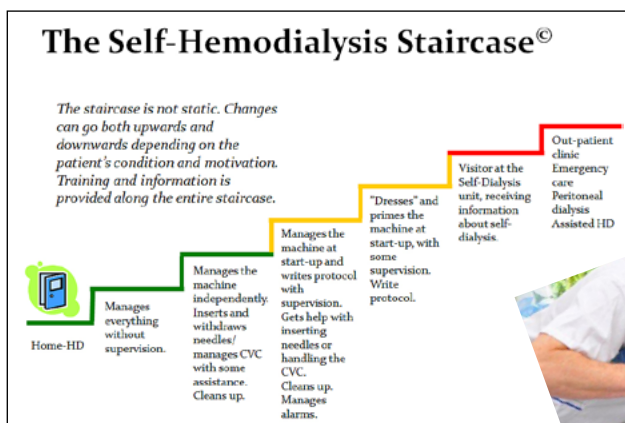 The Self-Hemodialysis Staircase©
The staircase is not static. Changes
can go both upwards and
downwards depending on the
patient's condition and motivation.
Training and information is
provided along the entire staircase.
Home-HD
Manages
everything
without
supervision.
Manages the
machine
independently.
Inserts and
withdraws
needles/
manages CVC
with some
assistance.
Cleans up.
Manages the
machine at
start-up and
writes protocol
with
supervision.
Gets help with
inserting
needles or
handling the
CVC.
Cleans up.
Manages
alarms.
"Dresses" and
primes the
machine at
start-up, with
some
supervision.
Write
protocol.
Visitor at the
Self-Dialysis
unit, receiving
information
about self-
dialysis.
Out-patient
clinic
Emergency
care
Peritoneal
dialysis
Assisted HD